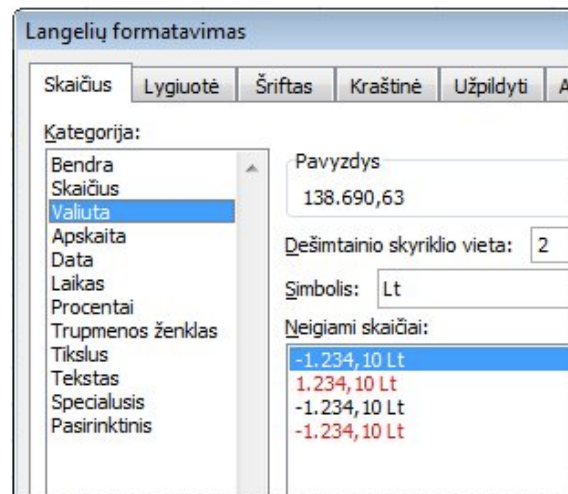 Langelių formatavimas
Skaičius Lygiuotė Šriftas Kraštinė Užpildyti A
Kategorija:
Bendra
Skaičius
Valiuta
Apskaita
Data
Laikas
Procentai
Trupmenos ženklas
Tikslus
Tekstas
Specialusis
Pasirinktinis
Pavyzdys
138.690,63
Dešimtainio skyriklio vieta: 2
Simbolis: Lt
Neigiami skaičiai:
-1.234,10 Lt
1.234,10 Lt
-1.234,10 Lt
-1.234,10 Lt